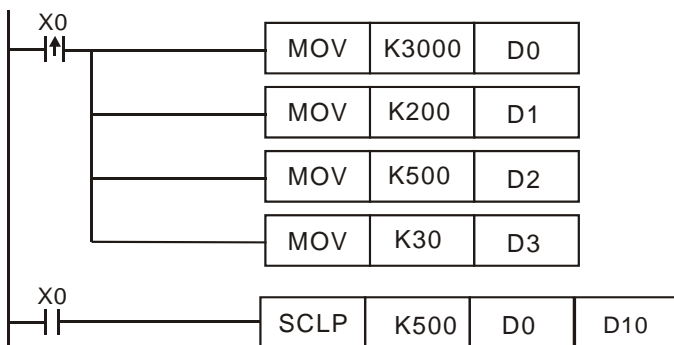 X0
MOV K3000 D0
MOV K200 D1
MOV K500 D2
MOV K30 D3
X0
SCLP K500 D0 D10